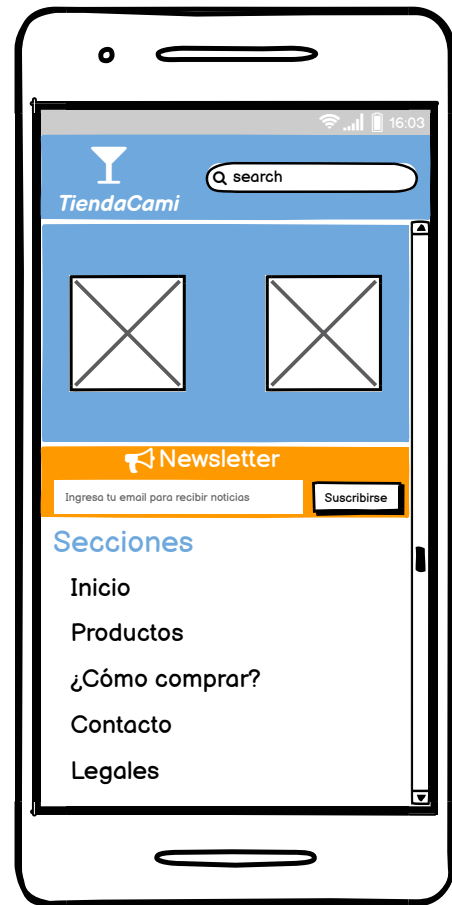 16:03
search
TiendaCami
Newsletter
Ingresa tu email para recibir noticias
Suscribirse
Secciones
Inicio
Productos
¿Cómo comprar?
Contacto
Legales